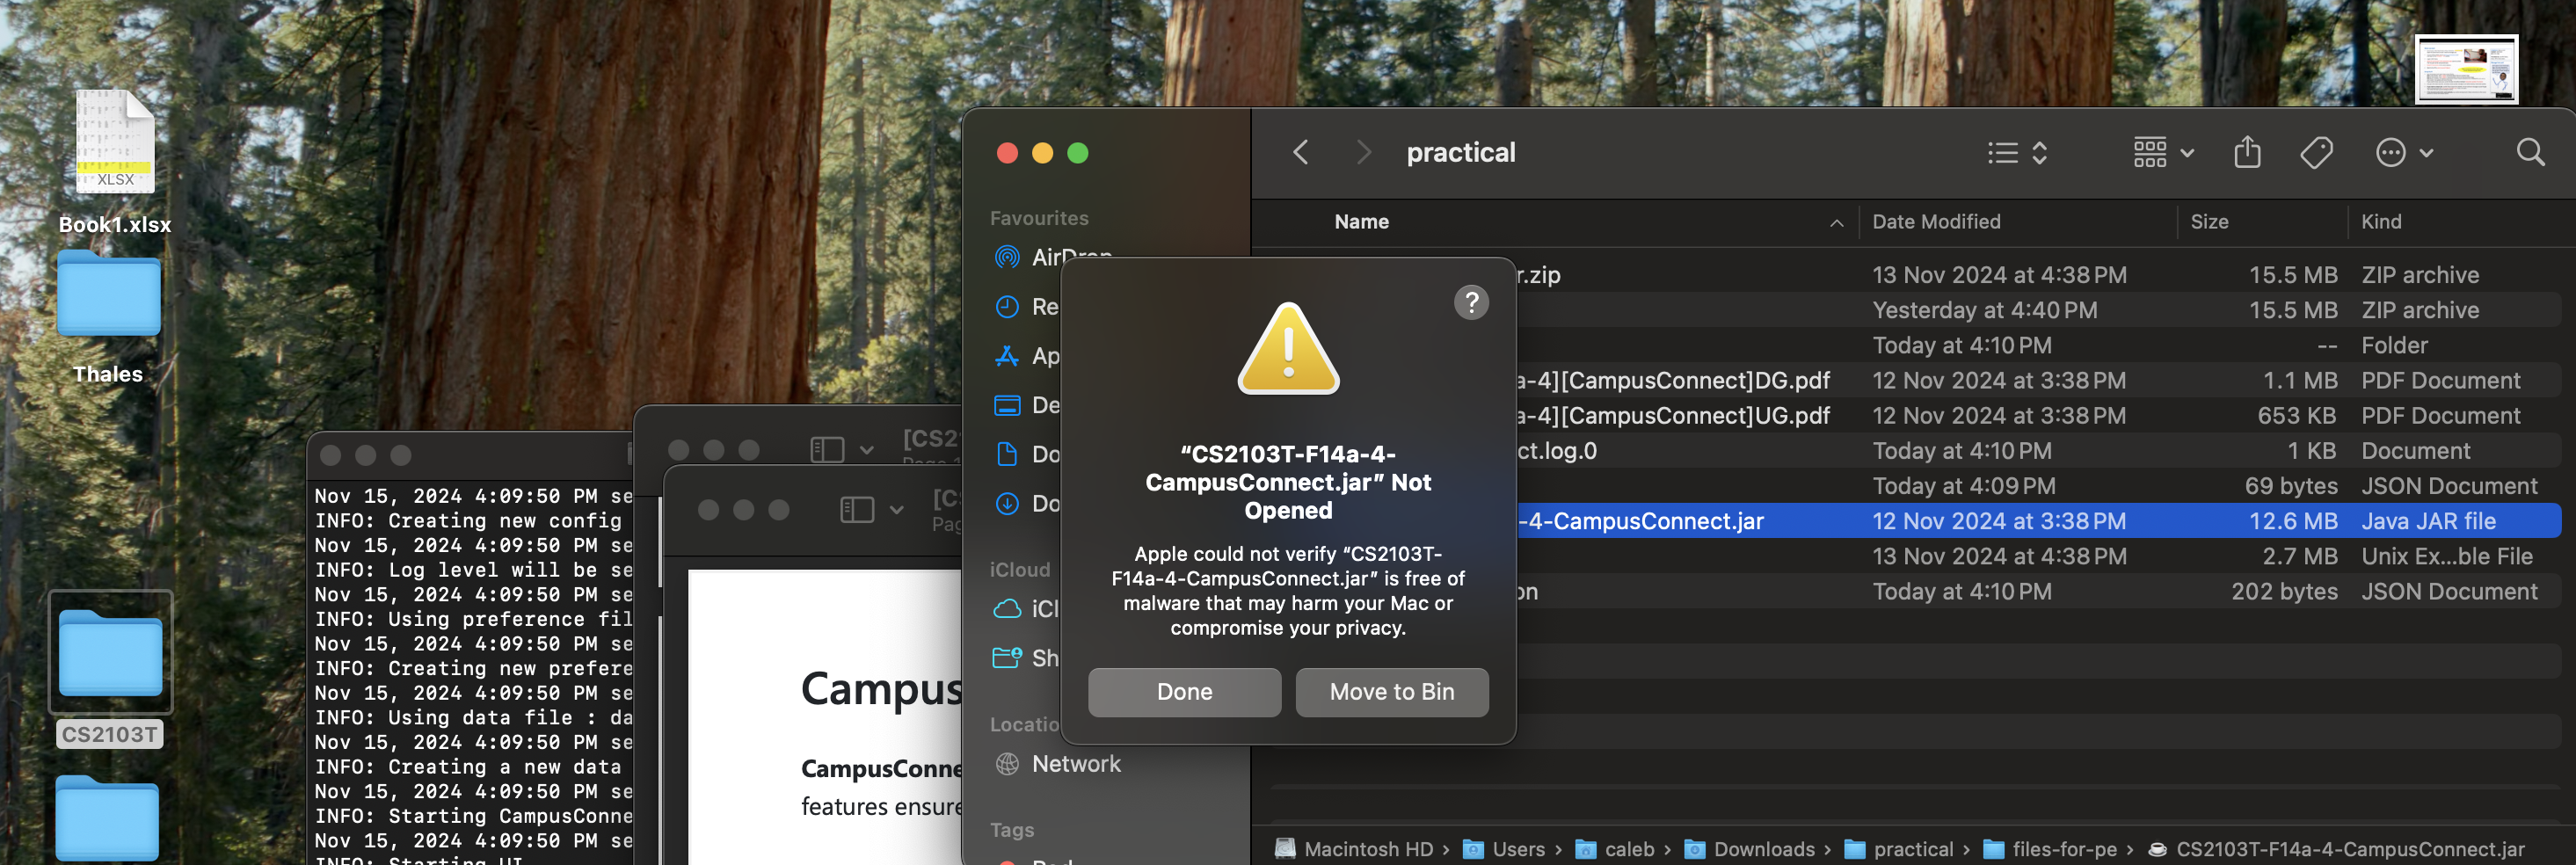 XLSX
Book1.xlsx
Thales
CS2103T
Nov 15, 2024 4:09:50 PM se
INFO: Creating new config
Nov 15, 2024 4:09:50 PM se
INFO: Log level will be se
Nov 15, 2024 4:09:50 PM se
INFO: Using preference fil
Nov 15, 2024 4:09:50 PM se
INFO: Creating new prefere
Nov 15, 2024 4:09:50 PM se
INFO: Using data file : da
Nov 15, 2024 4:09:50 PM se
INFO: Creating a new data
Nov 15, 2024 4:09:50 PM se
INFO: Starting CampusConne
Nov 15, 2024 4:09:50 PM se
INFO: Starting UI
[CS2
Page 1
[CS
Pag
Campus
CampusConne
features ensure
practical
Favourites
AirDrop
Re
Ap
De
Do
Do
iCloud
iCl
Sh
Locatio
Network
Tags
Red
Name Date Modified Size Kind
r.zip 13 Nov 2024 at 4:38 PM 15.5 MB ZIP archive
Yesterday at 4:40 PM 15.5 MB ZIP archive
Today at 4:10 PM -- Folder
a-4][CampusConnect]DG.pdf 12 Nov 2024 at 3:38 PM 1.1 MB PDF Document
a-4][CampusConnect]UG.pdf 12 Nov 2024 at 3:38 PM 653 KB PDF Document
ct.log.0 Today at 4:10 PM 1 KB Document
Today at 4:09 PM 69 bytes JSON Document
-4-CampusConnect.jar 12 Nov 2024 at 3:38 PM 12.6 MB Java JAR file
13 Nov 2024 at 4:38 PM 2.7 MB Unix Ex...ble File
on Today at 4:10 PM 202 bytes JSON Document
?
“CS2103T-F14a-4-
CampusConnect.jar” Not
Opened
Apple could not verify “CS2103T-
F14a-4-CampusConnect.jar” is free of
malware that may harm your Mac or
compromise your privacy.
Done
Move to Bin
Macintosh HD › Users › caleb › Downloads › practical › files-for-pe › CS2103T-F14a-4-CampusConnect.jar